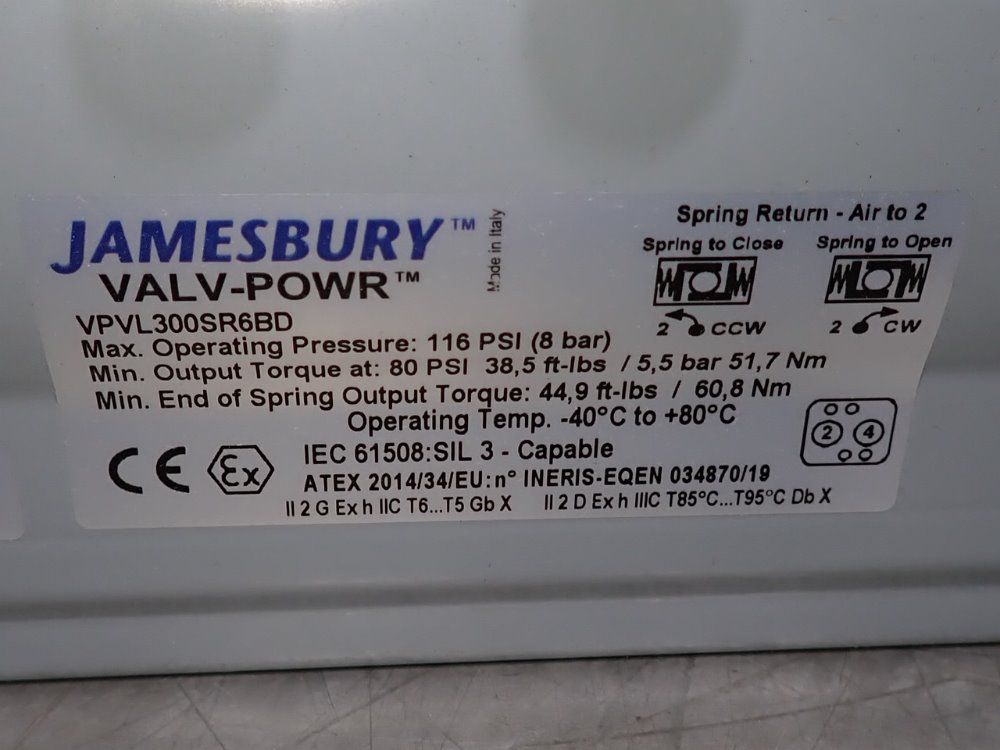 JAMESBURY™
VALV-POWR™
Made in Italy
VPVL300SR6BD
Max. Operating Pressure: 116 PSI (8 bar)
Min. Output Torque at: 80 PSI 38,5 ft-lbs / 5,5 bar 51,7 Nm
Min. End of Spring Output Torque: 44,9 ft-lbs / 60,8 Nm
Operating Temp. -40°C to +80°C
IEC 61508:SIL 3 - Capable
ATEX 2014/34/EU:n° INERIS-EQEN 034870/19
II 2 G Ex h IIC T6...T5 Gb X II 2 D Ex h IIIC T85°C...T95°C Db X
CE Ex
Spring Return - Air to 2
Spring to Close Spring to Open
2 CCW 2 CW
2 4